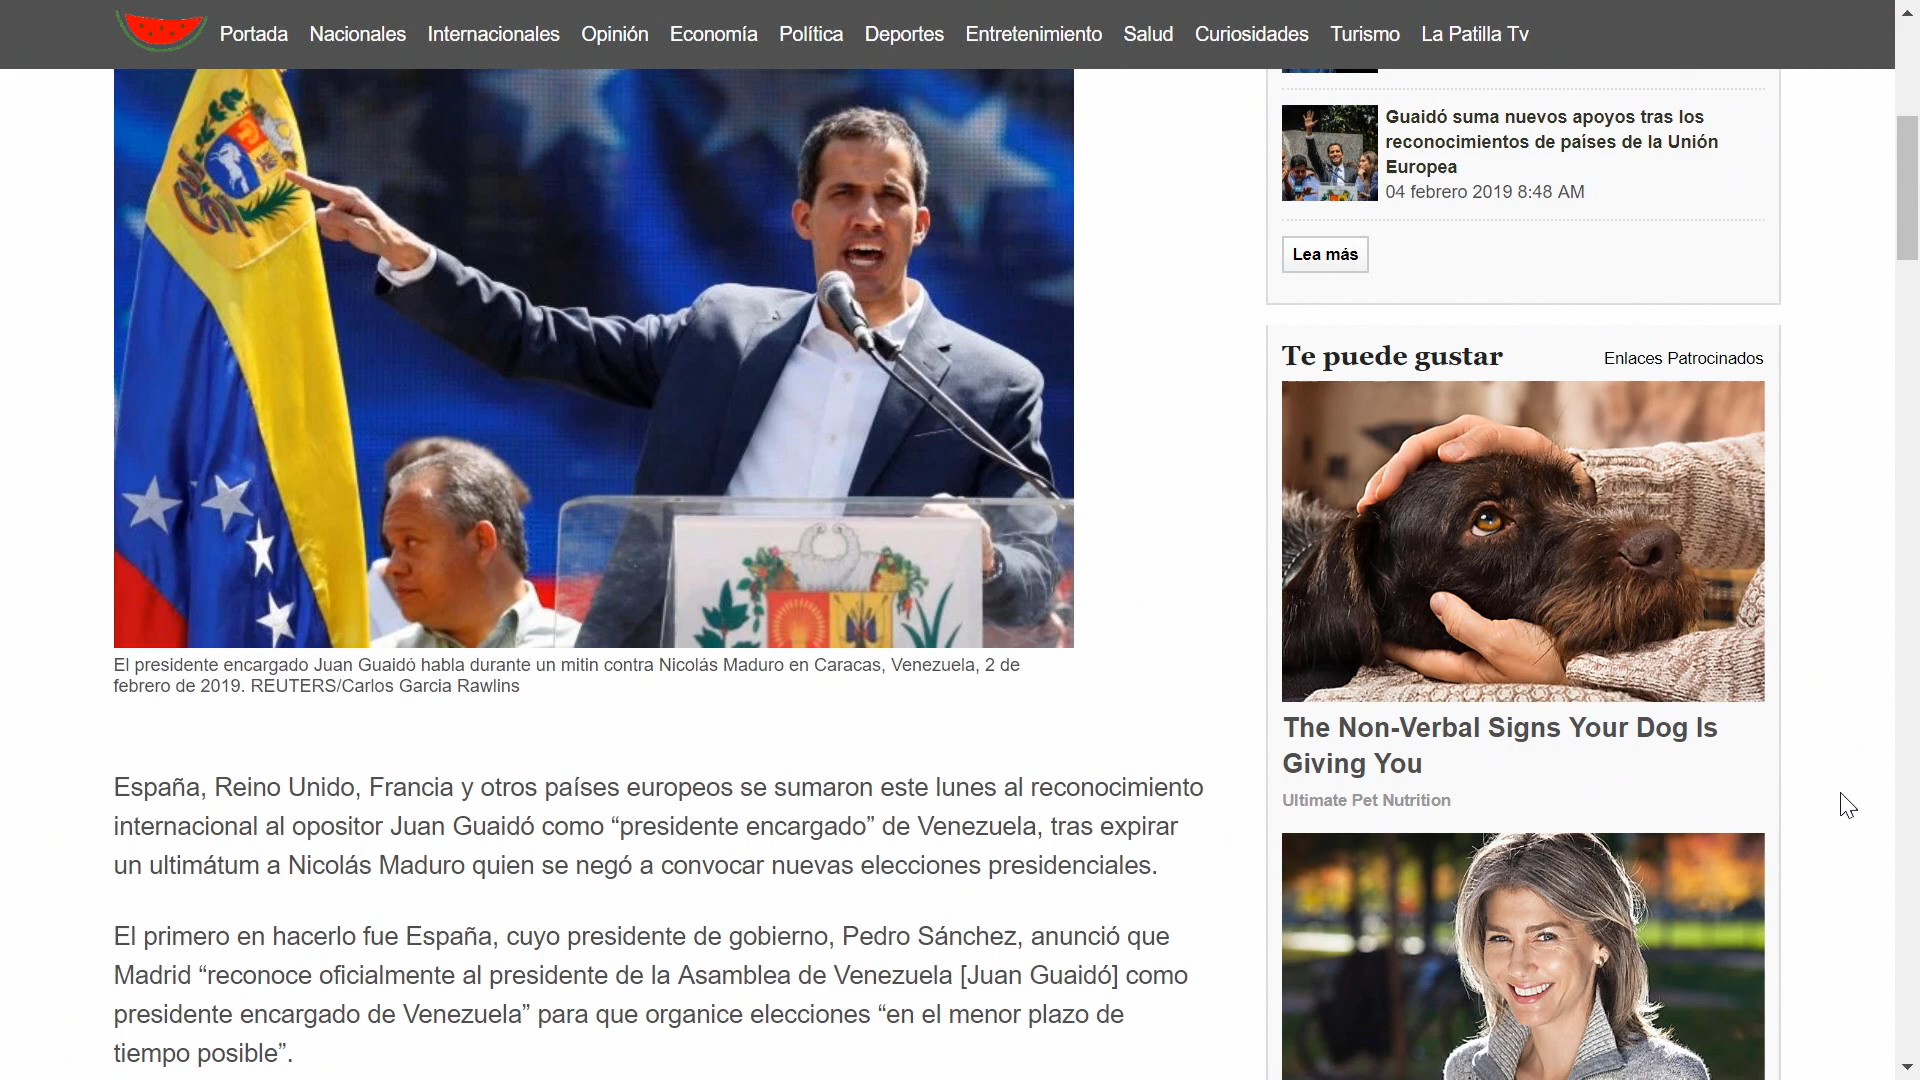 Portada Nacionales Internacionales Opinión Economía Política Deportes Entretenimiento Salud Curiosidades Turismo La Patilla Tv
El presidente encargado Juan Guaidó habla durante un mitin contra Nicolás Maduro en Caracas, Venezuela, 2 de
febrero de 2019. REUTERS/Carlos Garcia Rawlins
España, Reino Unido, Francia y otros países europeos se sumaron este lunes al reconocimiento
internacional al opositor Juan Guaidó como “presidente encargado” de Venezuela, tras expirar
un ultimátum a Nicolás Maduro quien se negó a convocar nuevas elecciones presidenciales.
El primero en hacerlo fue España, cuyo presidente de gobierno, Pedro Sánchez, anunció que
Madrid “reconoce oficialmente al presidente de la Asamblea de Venezuela [Juan Guaidó] como
presidente encargado de Venezuela” para que organice elecciones “en el menor plazo de
tiempo posible”.
Guaidó suma nuevos apoyos tras los
reconocimientos de países de la Unión
Europea
04 febrero 2019 8:48 AM
Lea más
Te puede gustar
Enlaces Patrocinados
The Non-Verbal Signs Your Dog Is
Giving You
Ultimate Pet Nutrition